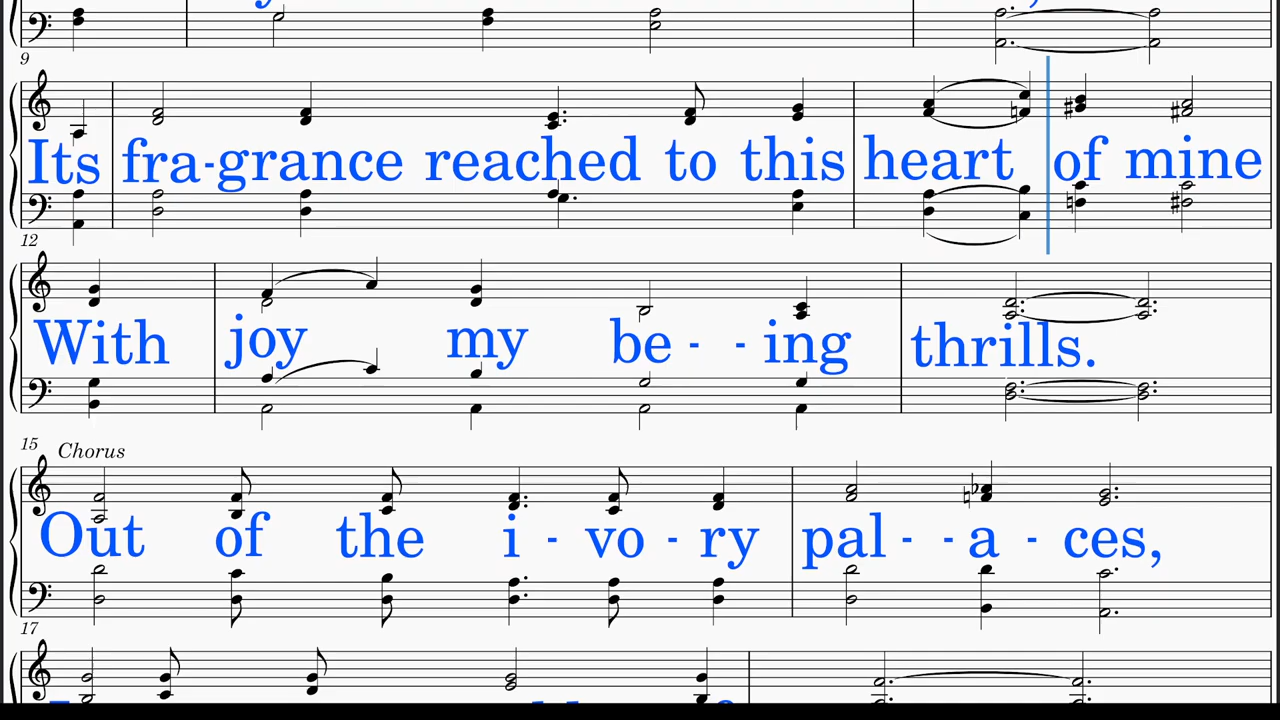 9
Its fra-grance reached to this heart of mine
12
With joy my be - - ing thrills.
15 Chorus
Out of the i - vo - ry pal - - a - ces,
17